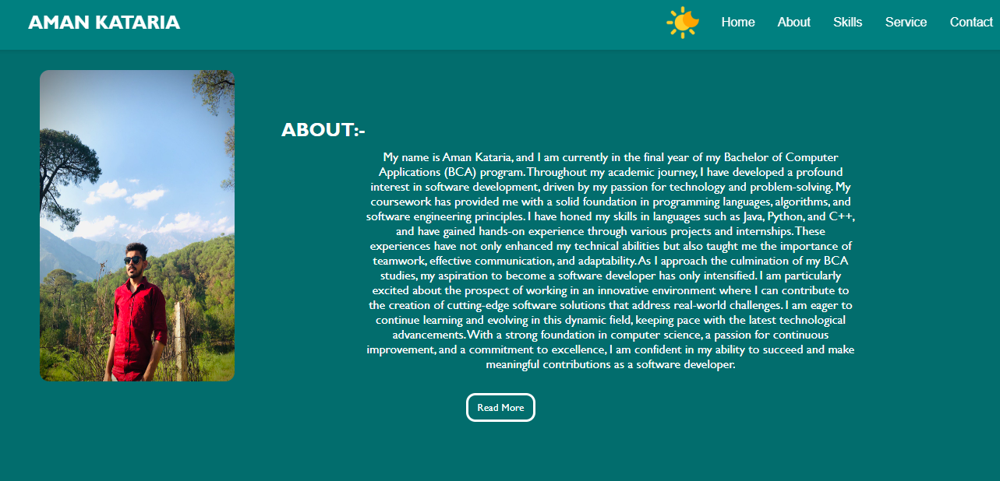 AMAN KATARIA
Home About Skills Service Contact
ABOUT:-
My name is Aman Kataria, and I am currently in the final year of my Bachelor of Computer
Applications (BCA) program. Throughout my academic journey, I have developed a profound
interest in software development, driven by my passion for technology and problem-solving. My
coursework has provided me with a solid foundation in programming languages, algorithms, and
software engineering principles. I have honed my skills in languages such as Java, Python, and C++,
and have gained hands-on experience through various projects and internships. These
experiences have not only enhanced my technical abilities but also taught me the importance of
teamwork, effective communication, and adaptability. As I approach the culmination of my BCA
studies, my aspiration to become a software developer has only intensified. I am particularly
excited about the prospect of working in an innovative environment where I can contribute to
the creation of cutting-edge software solutions that address real-world challenges. I am eager to
continue learning and evolving in this dynamic field, keeping pace with the latest technological
advancements. With a strong foundation in computer science, a passion for continuous
improvement, and a commitment to excellence, I am confident in my ability to succeed and make
meaningful contributions as a software developer.
Read More